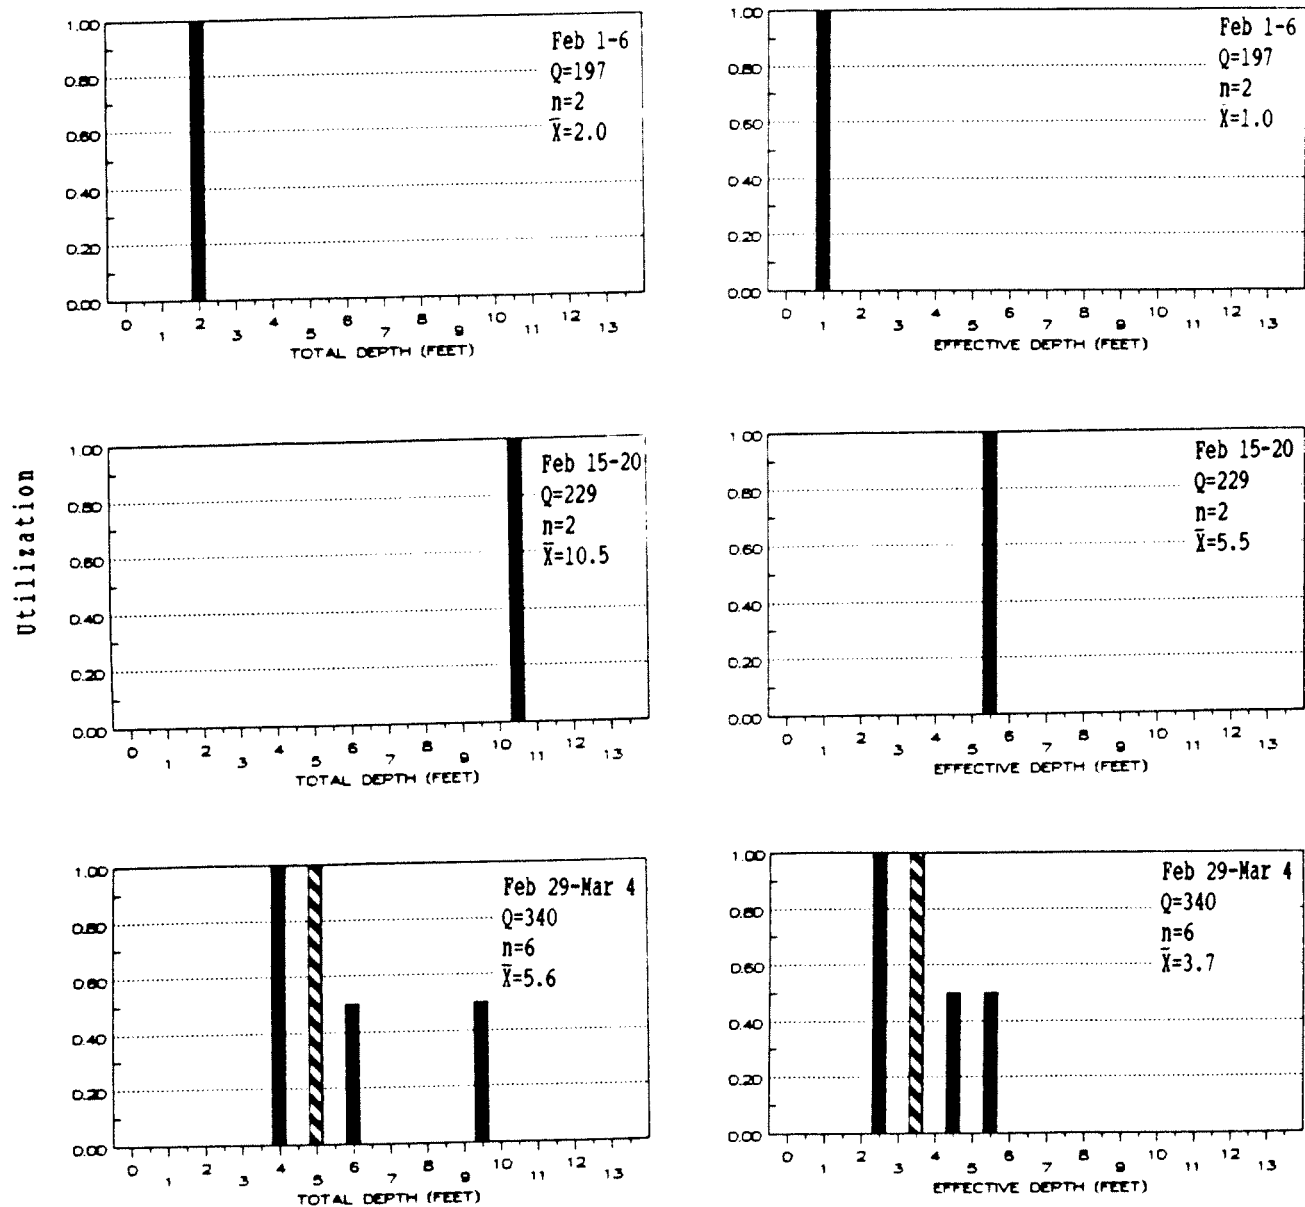 1.00
0.80
0.60
0.40
0.20
0.00
Feb 1-6
Q=197
n=2
X̄=2.0
0 1 2 3 4 5 6 7 8 9 10 11 12 13
TOTAL DEPTH (FEET)
1.00
0.80
0.60
0.40
0.20
0.00
Feb 1-6
Q=197
n=2
X̄=1.0
0 1 2 3 4 5 6 7 8 9 10 11 12 13
EFFECTIVE DEPTH (FEET)
Utilization
1.00
0.80
0.60
0.40
0.20
0.00
Feb 15-20
Q=229
n=2
X̄=10.5
0 1 2 3 4 5 6 7 8 9 10 11 12 13
TOTAL DEPTH (FEET)
1.00
0.80
0.60
0.40
0.20
0.00
Feb 15-20
Q=229
n=2
X̄=5.5
0 1 2 3 4 5 6 7 8 9 10 11 12 13
EFFECTIVE DEPTH (FEET)
1.00
0.80
0.60
0.40
0.20
0.00
Feb 29-Mar 4
Q=340
n=6
X̄=5.6
0 1 2 3 4 5 6 7 8 9 10 11 12 13
TOTAL DEPTH (FEET)
1.00
0.80
0.60
0.40
0.20
0.00
Feb 29-Mar 4
Q=340
n=6
X̄=3.7
0 1 2 3 4 5 6 7 8 9 10 11 12 13
EFFECTIVE DEPTH (FEET)